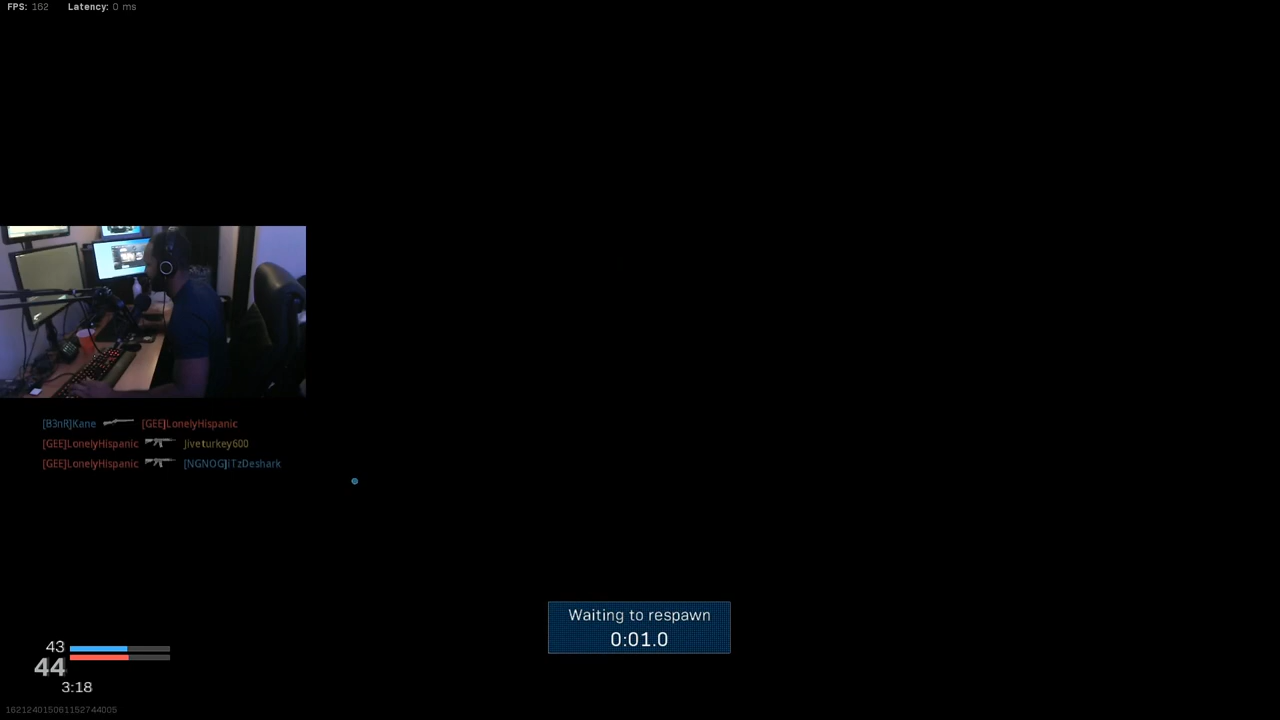 FPS: 162 Latency: 0 ms
[B3nR]Kane [GEE]LonelyHispanic
[GEE]LonelyHispanic Jiveturkey600
[GEE]LonelyHispanic [NGNOG]iTzDeshark
Waiting to respawn
0:01.0
43
44
3:18
162124015061152744005